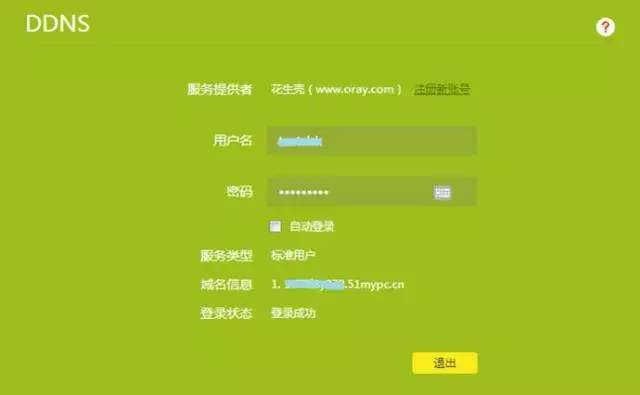 DDNS
?
服务提供者 花生壳（www.oray.com） 注册新账号
用户名
密码 •••••••••
自动登录
服务类型 标准用户
域名信息 1. .51mypc.cn
登录状态 登录成功
退出